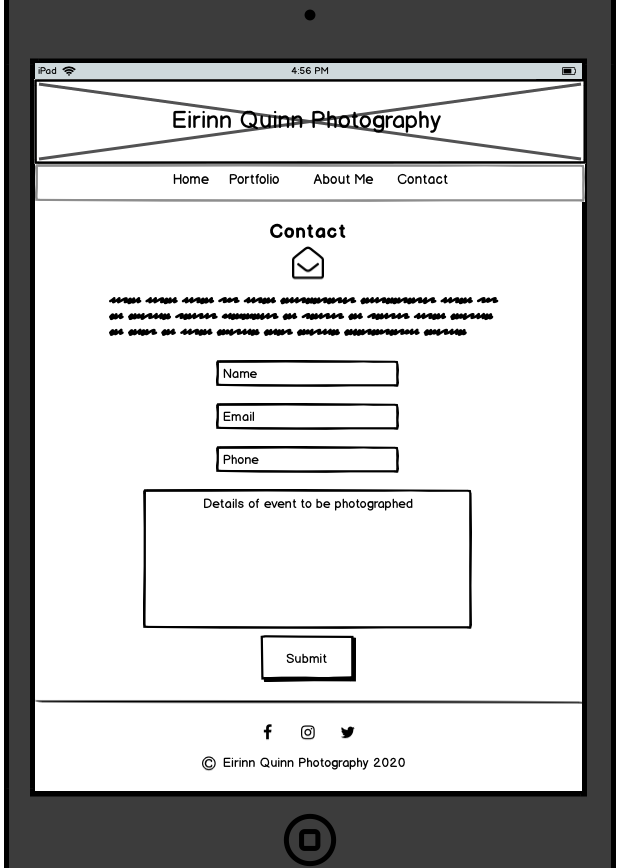 iPad 4:56 PM
Eirinn Quinn Photography
Home Portfolio About Me Contact
Contact
Name
Email
Phone
Details of event to be photographed
Submit
© Eirinn Quinn Photography 2020